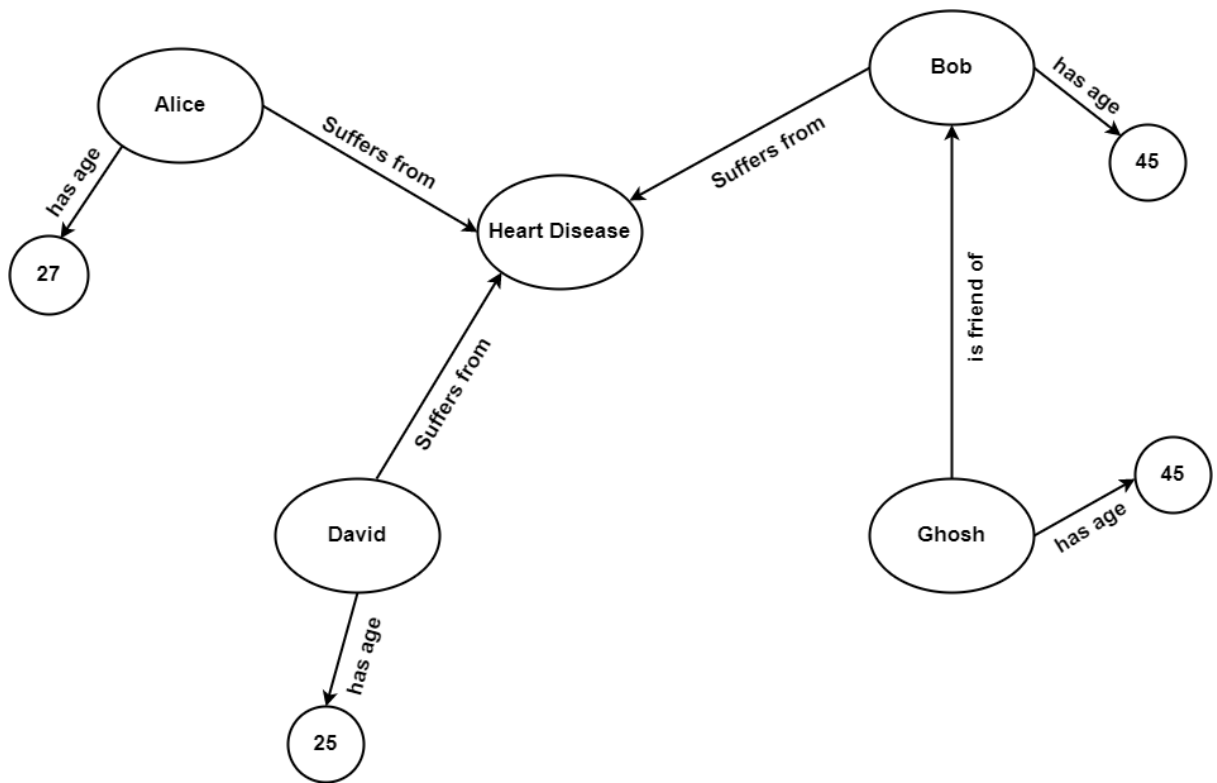 Alice
Bob
has age
45
Suffers from
Suffers from
has age
27
Heart Disease
is friend of
Suffers from
David
has age
25
Ghosh
has age
45